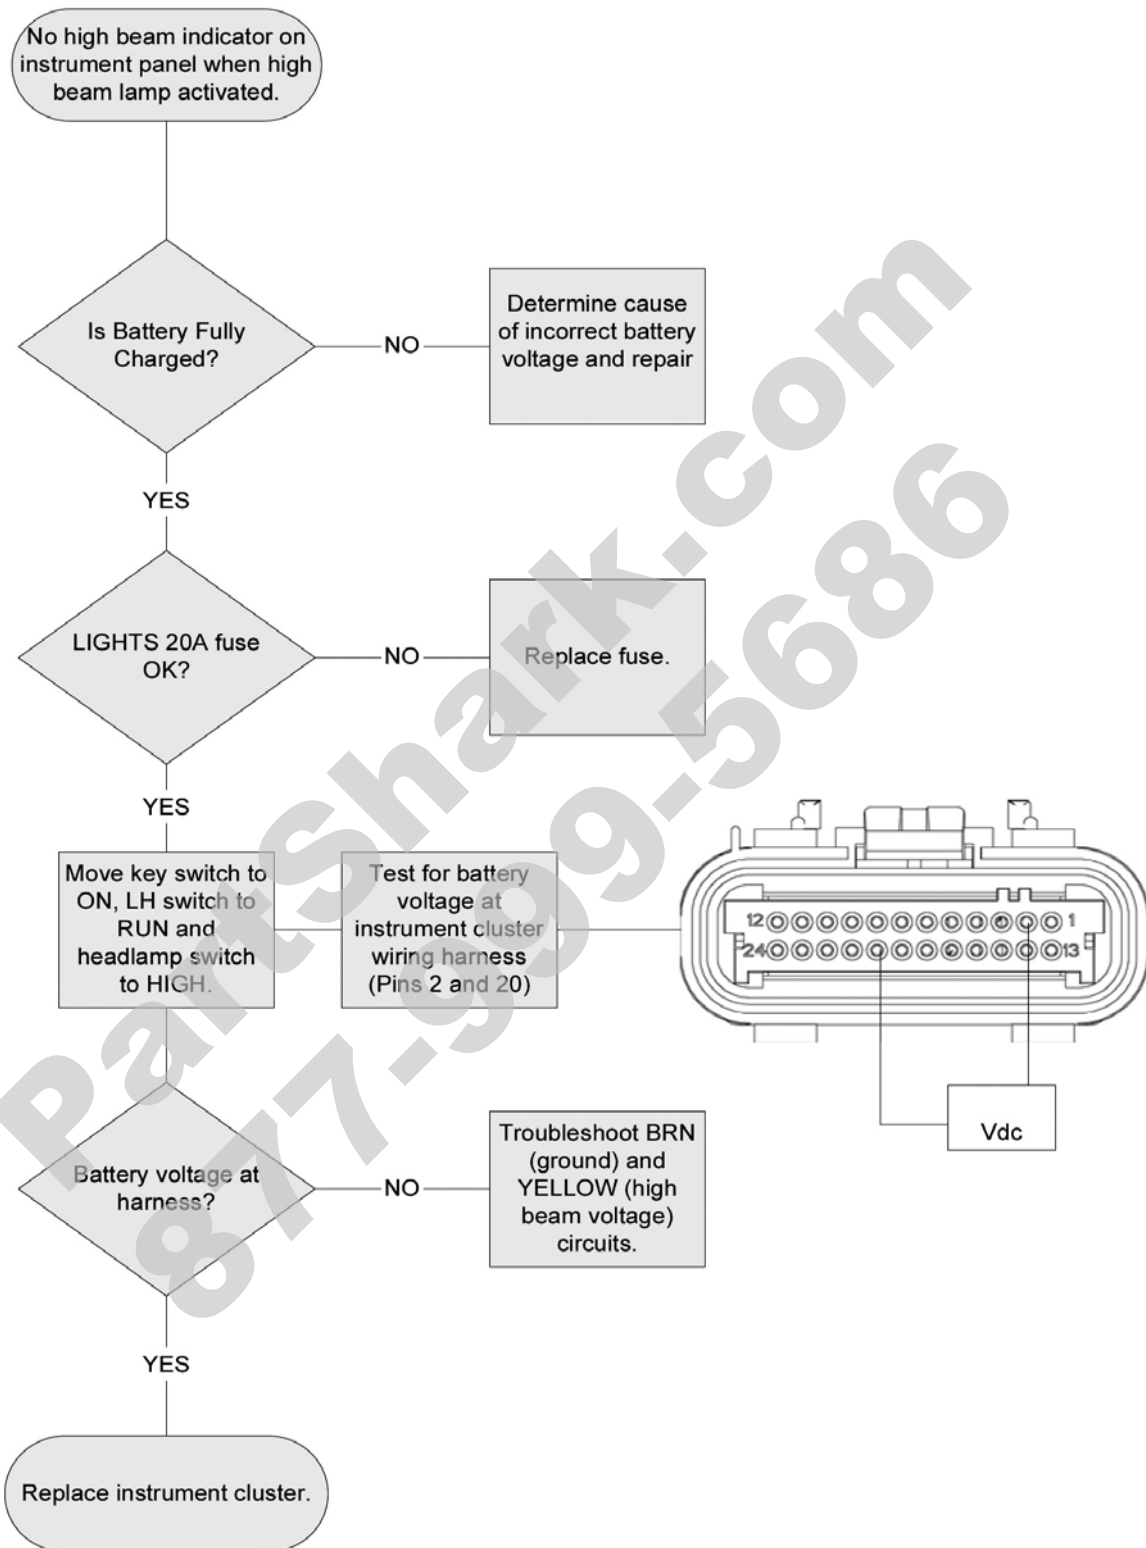 No high beam indicator on
instrument panel when high
beam lamp activated.
Is Battery Fully
Charged?
NO
Determine cause
of incorrect battery
voltage and repair
YES
LIGHTS 20A fuse
OK?
NO
Replace fuse.
YES
Move key switch to
ON, LH switch to
RUN and
headlamp switch
to HIGH.
Test for battery
voltage at
instrument cluster
wiring harness
(Pins 2 and 20)
12
1
24
13
Vdc
Battery voltage at
harness?
NO
Troubleshoot BRN
(ground) and
YELLOW (high
beam voltage)
circuits.
YES
Replace instrument cluster.
PartShark.com
877-999-5686